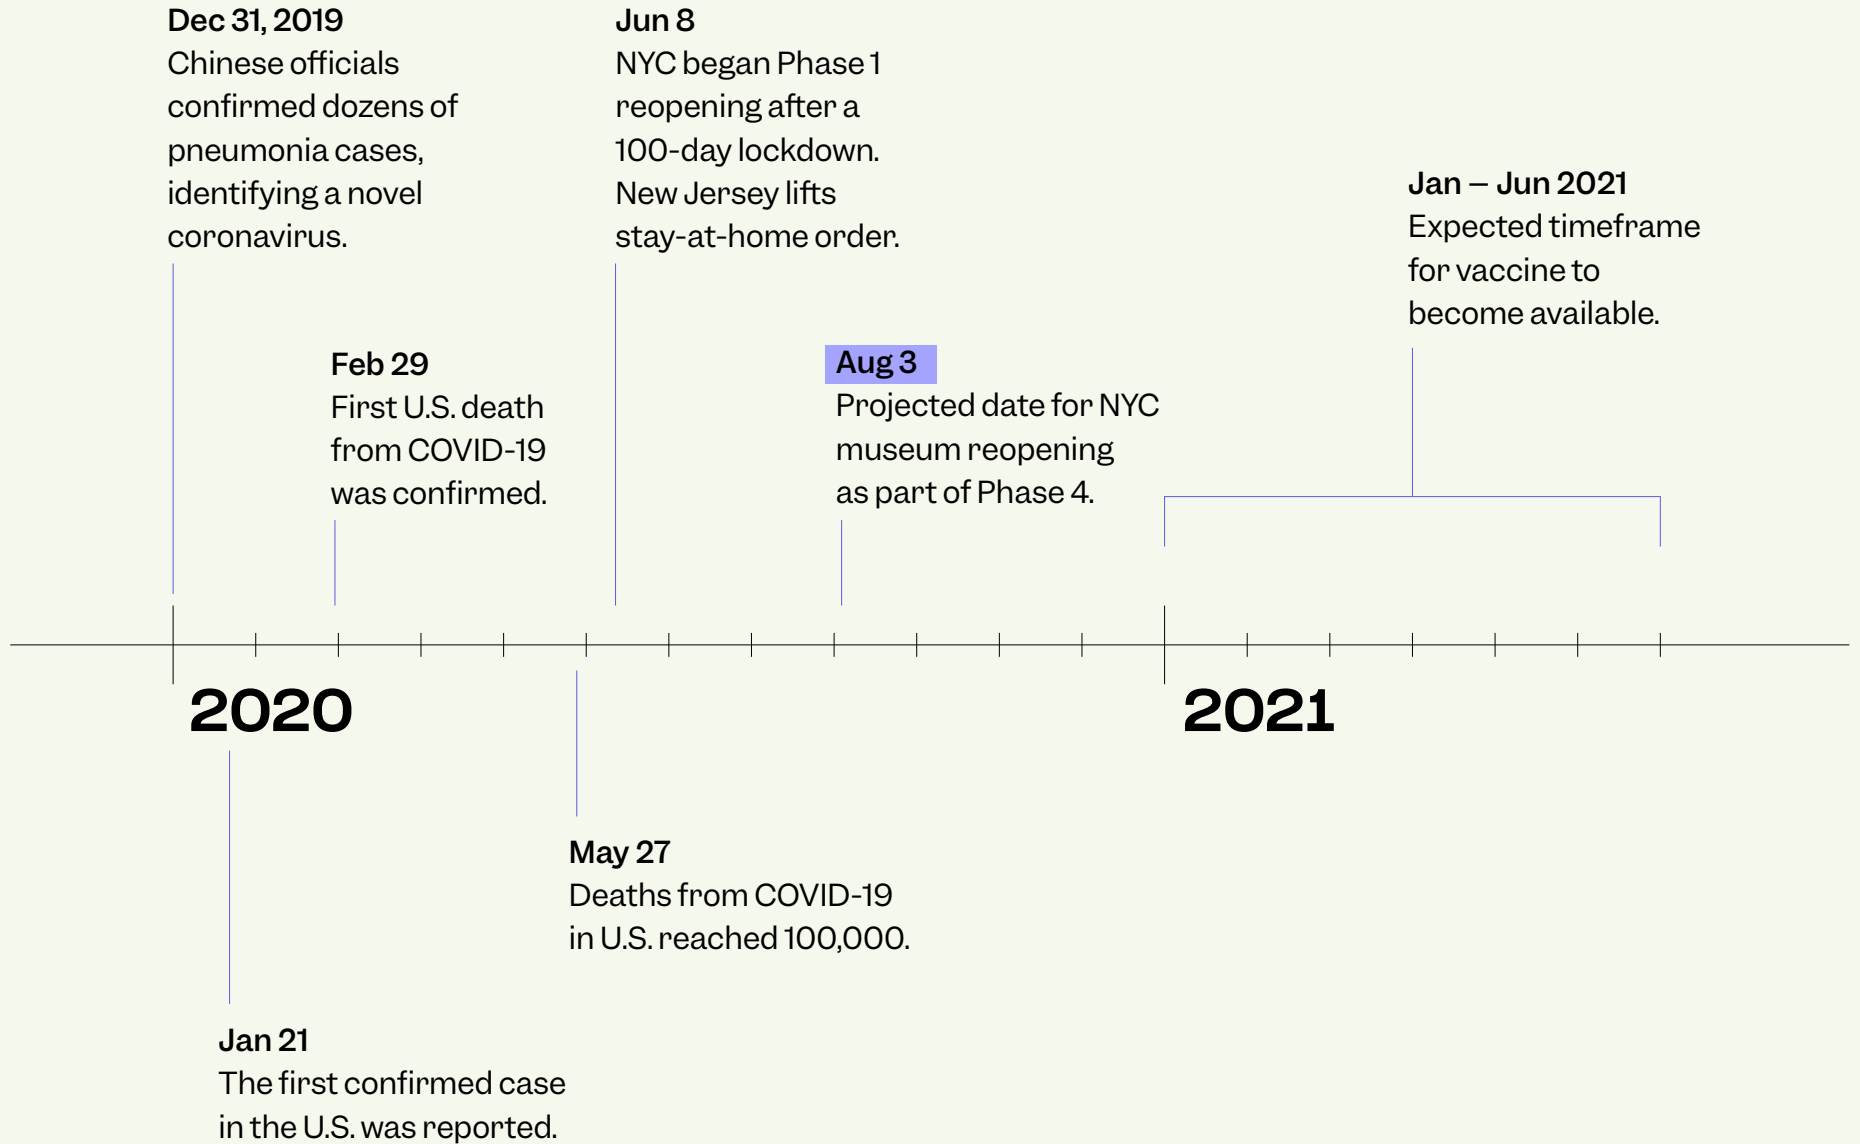 Dec 31, 2019
Chinese officials
confirmed dozens of
pneumonia cases,
identifying a novel
coronavirus.
Jun 8
NYC began Phase 1
reopening after a
100-day lockdown.
New Jersey lifts
stay-at-home order.
Jan – Jun 2021
Expected timeframe
for vaccine to
become available.
Feb 29
First U.S. death
from COVID-19
was confirmed.
Aug 3
Projected date for NYC
museum reopening
as part of Phase 4.
2020
2021
May 27
Deaths from COVID-19
in U.S. reached 100,000.
Jan 21
The first confirmed case
in the U.S. was reported.